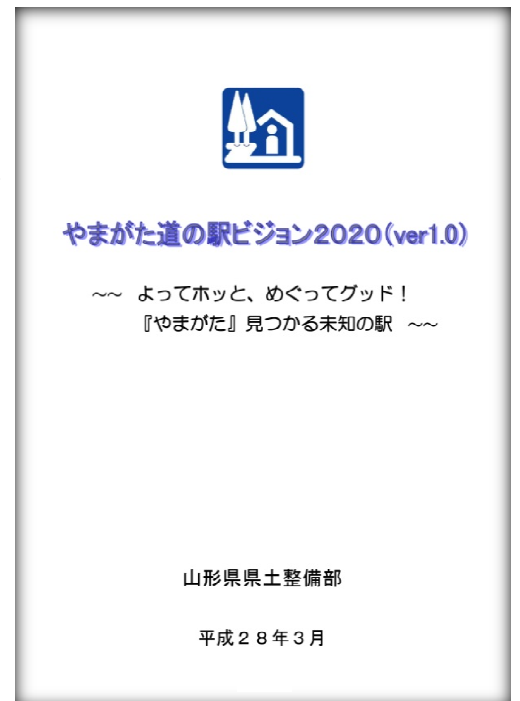 やまがた道の駅ビジョン2020(ver1.0)
~~ よってホッと、めぐってグッド!
『やまがた』見つかる未知の駅 ~~
山形県県土整備部
平成28年3月